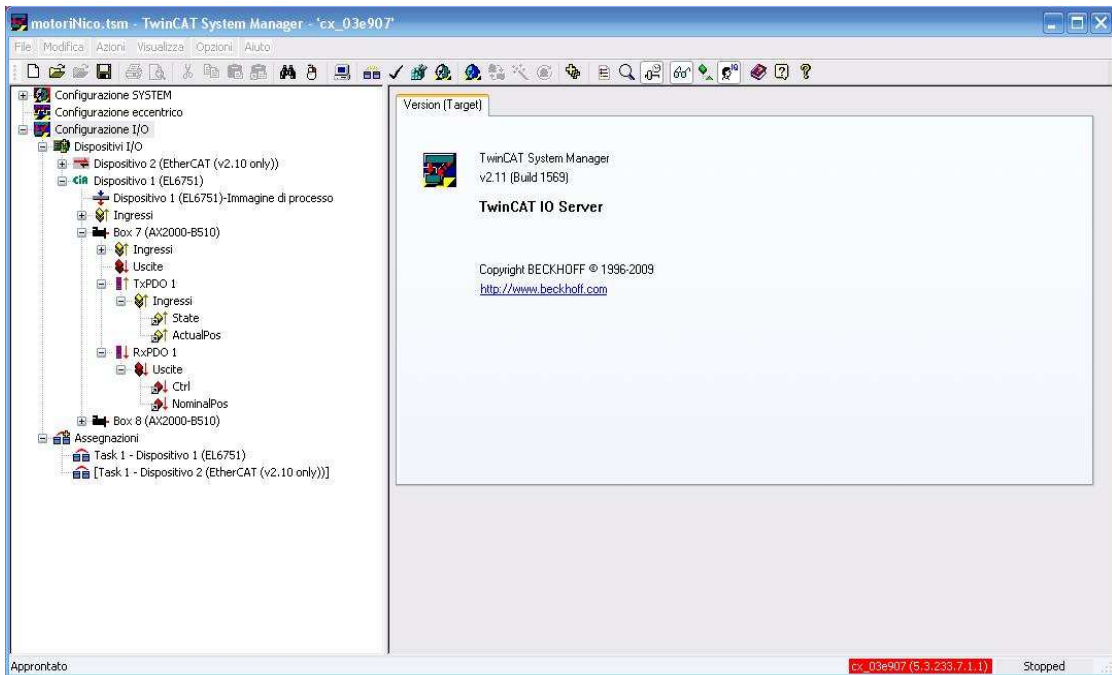 motoriNico.tsm - TwinCAT System Manager - 'cx_03e907'
File Modifica Azioni Visualizza Opzioni Aiuto
Configurazione SYSTEM
Configurazione eccentrico
Configurazione I/O
Dispositivi I/O
Dispositivo 2 (EtherCAT (v2.10 only))
Dispositivo 1 (EL6751)
Dispositivo 1 (EL6751)-Immagine di processo
Ingressi
Box 7 (AX2000-B510)
Ingressi
Uscite
TxPDO 1
Ingressi
State
ActualPos
RxPDO 1
Uscite
Ctrl
NominalPos
Box 8 (AX2000-B510)
Assegnazioni
Task 1 - Dispositivo 1 (EL6751)
[Task 1 - Dispositivo 2 (EtherCAT (v2.10 only))]
Version (Target)
TwinCAT System Manager
v2.11 (Build 1569)
TwinCAT IO Server
Copyright BECKHOFF © 1996-2009
http://www.beckhoff.com
Approntato
cx_03e907 (5.3.233.7.1.1) Stopped